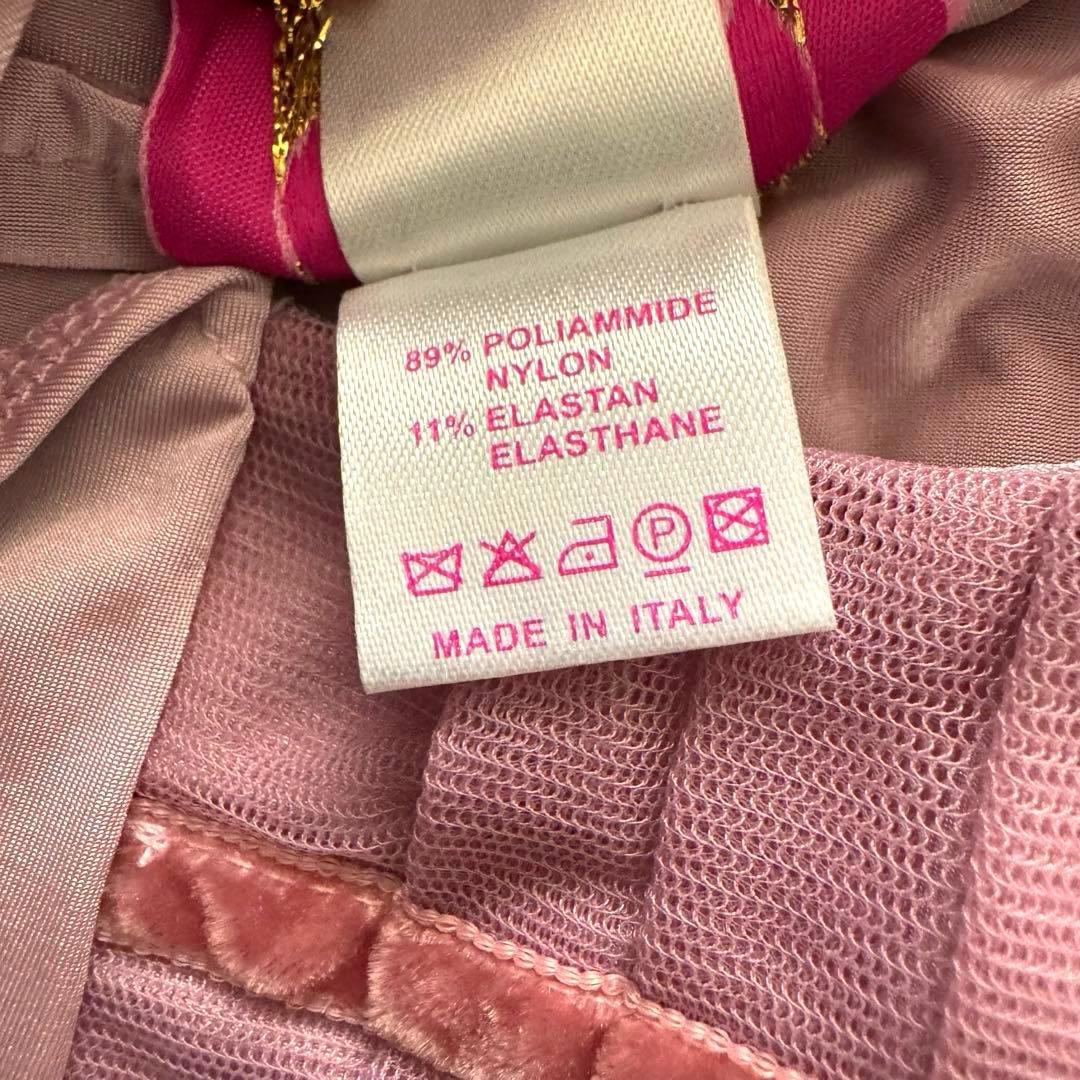 89% POLIAMMIDE
NYLON
11% ELASTAN
ELASTHANE
P
MADE IN ITALY